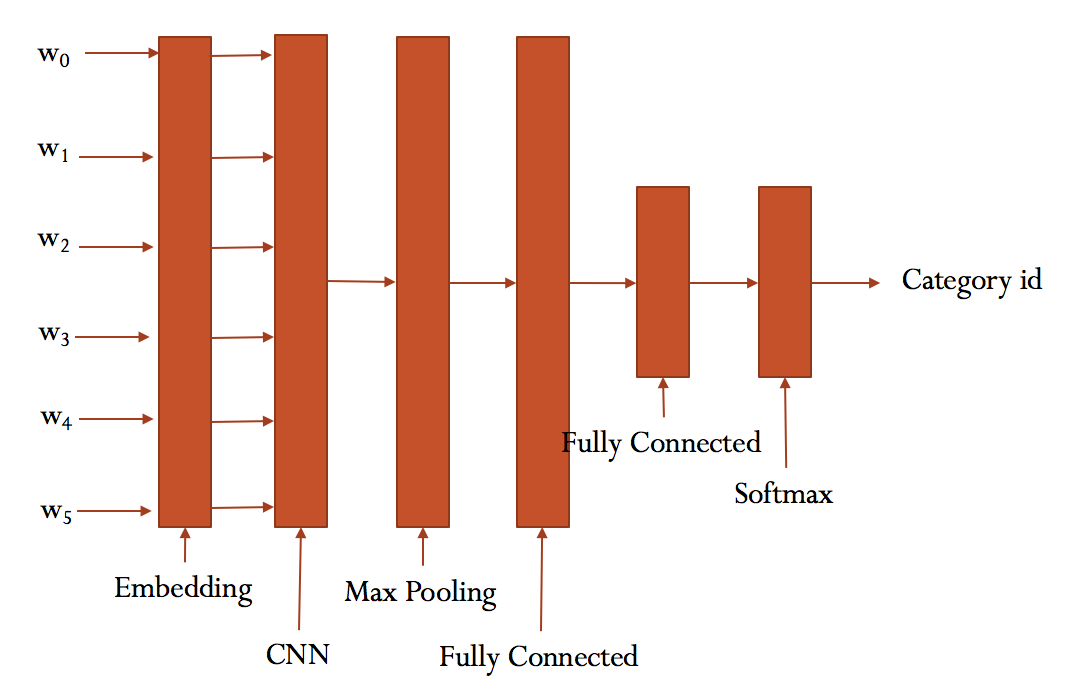 w0
w1
w2
w3
w4
w5
Category id
Fully Connected
Softmax
Embedding
Max Pooling
CNN
Fully Connected